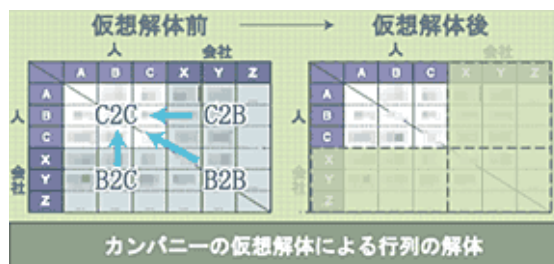 仮想解体前 仮想解体後
人 会社 人 会社
A B C X Y Z A B C X Y Z
A A
人 B C2C C2B 人 B
C C
会社 X 会社 X
Y B2C B2B Y
Z Z
カンパニーの仮想解体による行列の解体